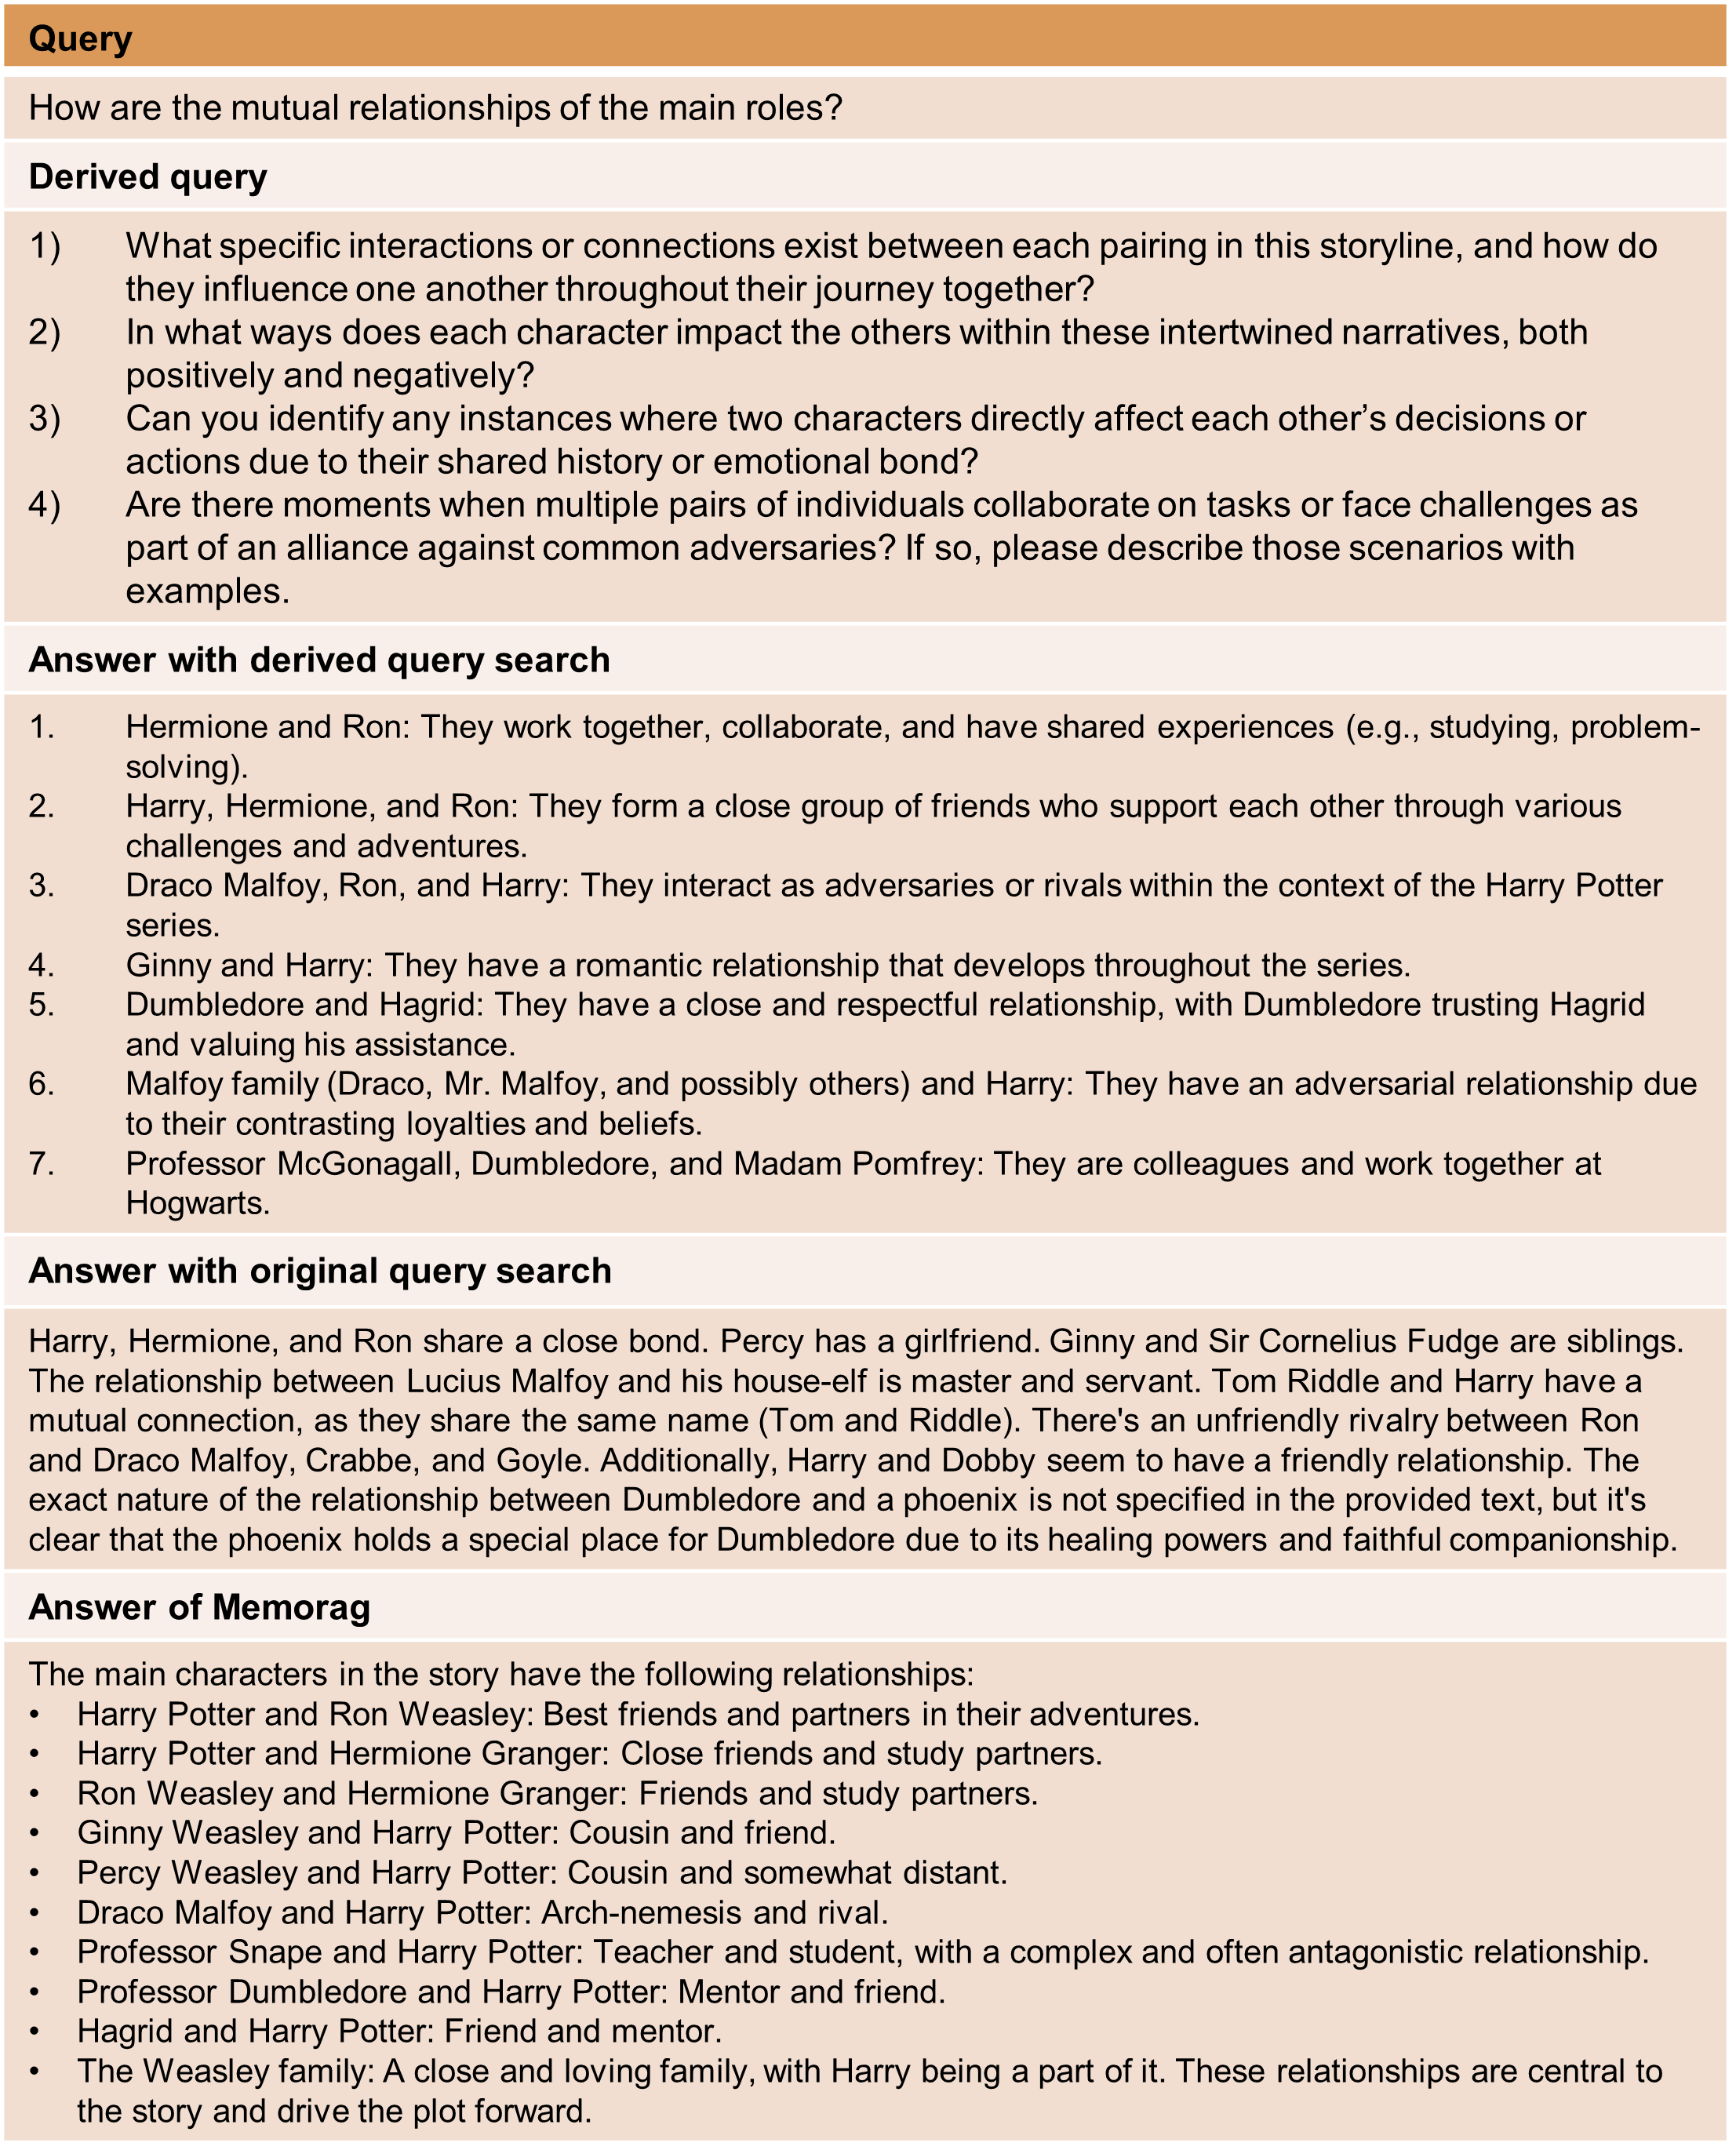 Query
How are the mutual relationships of the main roles?
Derived query
1) What specific interactions or connections exist between each pairing in this storyline, and how do
they influence one another throughout their journey together?
2) In what ways does each character impact the others within these intertwined narratives, both
positively and negatively?
3) Can you identify any instances where two characters directly affect each other’s decisions or
actions due to their shared history or emotional bond?
4) Are there moments when multiple pairs of individuals collaborate on tasks or face challenges as
part of an alliance against common adversaries? If so, please describe those scenarios with
examples.
Answer with derived query search
1. Hermione and Ron: They work together, collaborate, and have shared experiences (e.g., studying, problem-
solving).
2. Harry, Hermione, and Ron: They form a close group of friends who support each other through various
challenges and adventures.
3. Draco Malfoy, Ron, and Harry: They interact as adversaries or rivals within the context of the Harry Potter
series.
4. Ginny and Harry: They have a romantic relationship that develops throughout the series.
5. Dumbledore and Hagrid: They have a close and respectful relationship, with Dumbledore trusting Hagrid
and valuing his assistance.
6. Malfoy family (Draco, Mr. Malfoy, and possibly others) and Harry: They have an adversarial relationship due
to their contrasting loyalties and beliefs.
7. Professor McGonagall, Dumbledore, and Madam Pomfrey: They are colleagues and work together at
Hogwarts.
Answer with original query search
Harry, Hermione, and Ron share a close bond. Percy has a girlfriend. Ginny and Sir Cornelius Fudge are siblings.
The relationship between Lucius Malfoy and his house-elf is master and servant. Tom Riddle and Harry have a
mutual connection, as they share the same name (Tom and Riddle). There's an unfriendly rivalry between Ron
and Draco Malfoy, Crabbe, and Goyle. Additionally, Harry and Dobby seem to have a friendly relationship. The
exact nature of the relationship between Dumbledore and a phoenix is not specified in the provided text, but it's
clear that the phoenix holds a special place for Dumbledore due to its healing powers and faithful companionship.
Answer of Memorag
The main characters in the story have the following relationships:
• Harry Potter and Ron Weasley: Best friends and partners in their adventures.
• Harry Potter and Hermione Granger: Close friends and study partners.
• Ron Weasley and Hermione Granger: Friends and study partners.
• Ginny Weasley and Harry Potter: Cousin and friend.
• Percy Weasley and Harry Potter: Cousin and somewhat distant.
• Draco Malfoy and Harry Potter: Arch-nemesis and rival.
• Professor Snape and Harry Potter: Teacher and student, with a complex and often antagonistic relationship.
• Professor Dumbledore and Harry Potter: Mentor and friend.
• Hagrid and Harry Potter: Friend and mentor.
• The Weasley family: A close and loving family, with Harry being a part of it. These relationships are central to
the story and drive the plot forward.